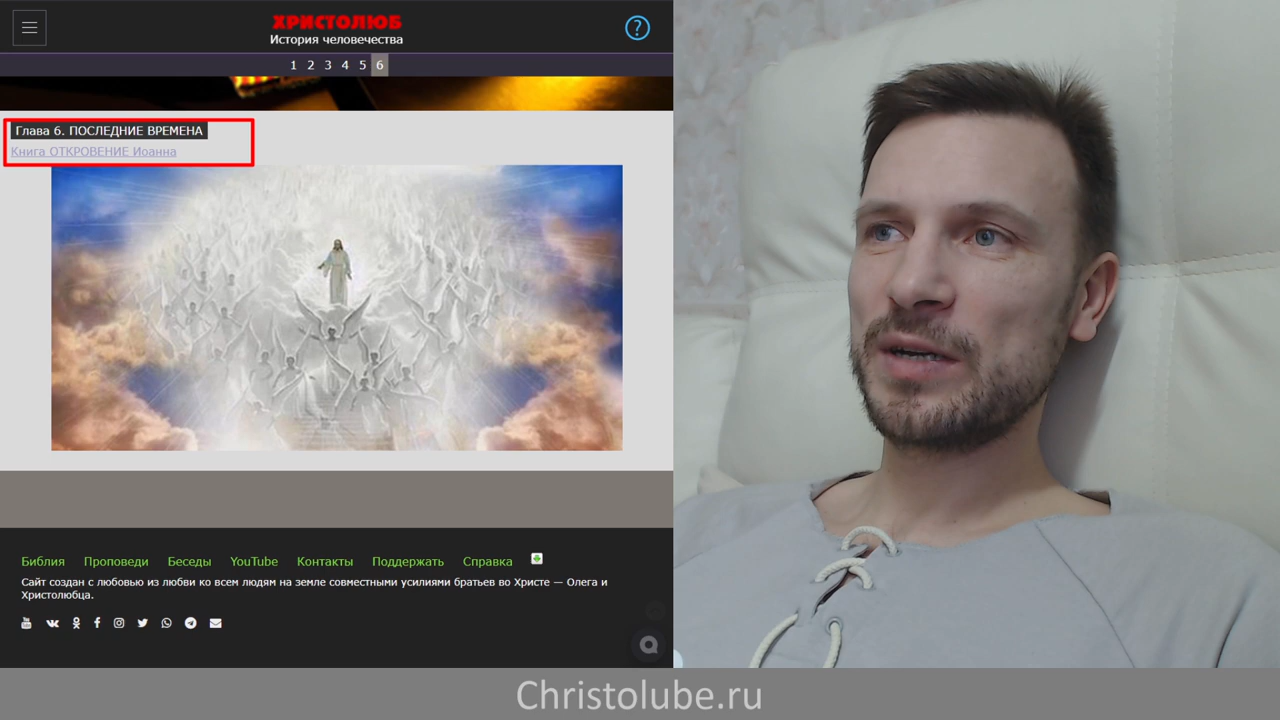 ХРИСТОЛЮБ
История человечества
?
1 2 3 4 5 6
Глава 6. ПОСЛЕДНИЕ ВРЕМЕНА
Книга ОТКРОВЕНИЕ Иоанна
Библия Проповеди Беседы YouTube Контакты Поддержать Справка
Сайт создан с любовью из любви ко всем людям на земле совместными усилиями братьев во Христе — Олега и
Христолюбца.
Christolube.ru